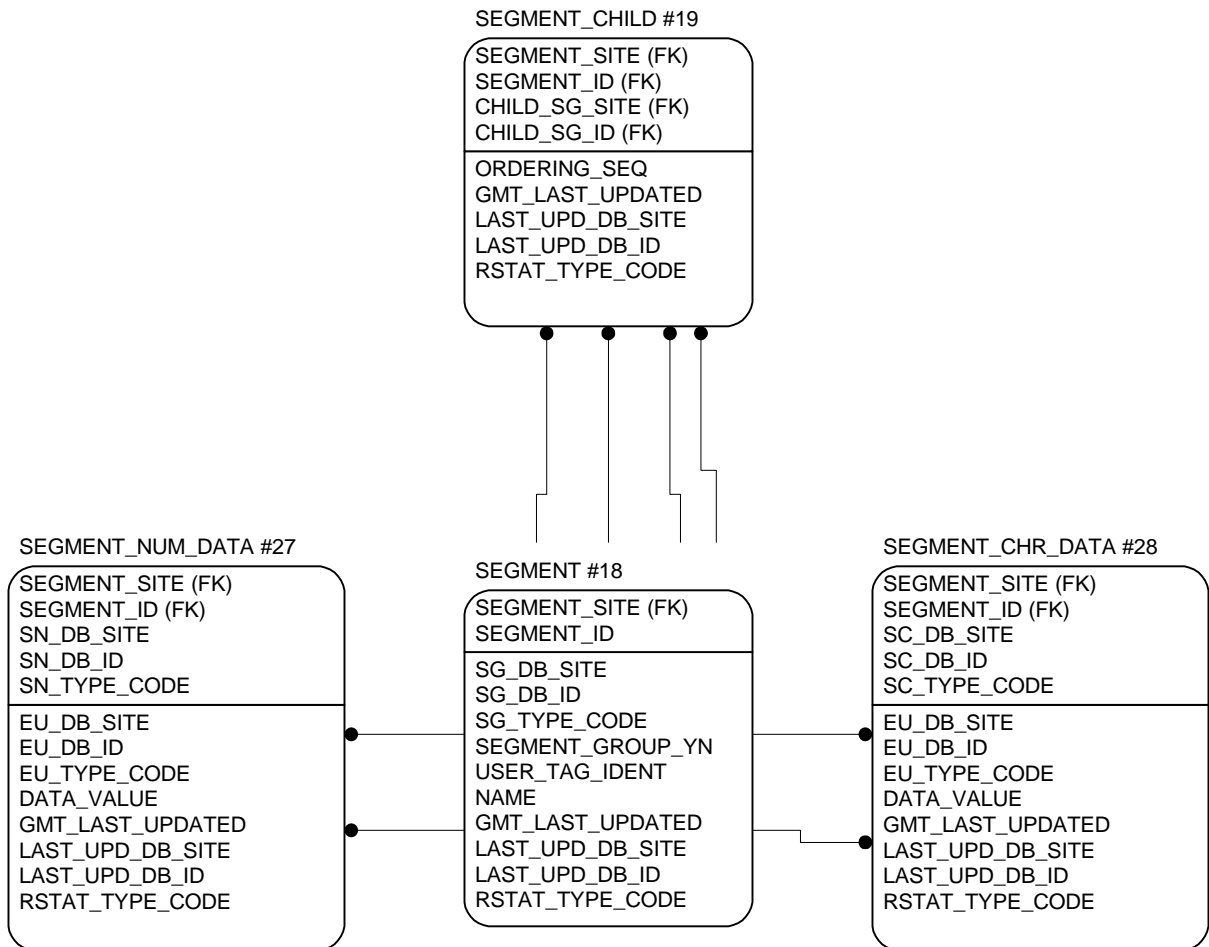 SEGMENT_CHILD #19
SEGMENT_SITE (FK)
SEGMENT_ID (FK)
CHILD_SG_SITE (FK)
CHILD_SG_ID (FK)
ORDERING_SEQ
GMT_LAST_UPDATED
LAST_UPD_DB_SITE
LAST_UPD_DB_ID
RSTAT_TYPE_CODE
SEGMENT_NUM_DATA #27
SEGMENT_SITE (FK)
SEGMENT_ID (FK)
SN_DB_SITE
SN_DB_ID
SN_TYPE_CODE
EU_DB_SITE
EU_DB_ID
EU_TYPE_CODE
DATA_VALUE
GMT_LAST_UPDATED
LAST_UPD_DB_SITE
LAST_UPD_DB_ID
RSTAT_TYPE_CODE
SEGMENT #18
SEGMENT_SITE (FK)
SEGMENT_ID
SG_DB_SITE
SG_DB_ID
SG_TYPE_CODE
SEGMENT_GROUP_YN
USER_TAG_IDENT
NAME
GMT_LAST_UPDATED
LAST_UPD_DB_SITE
LAST_UPD_DB_ID
RSTAT_TYPE_CODE
SEGMENT_CHR_DATA #28
SEGMENT_SITE (FK)
SEGMENT_ID (FK)
SC_DB_SITE
SC_DB_ID
SC_TYPE_CODE
EU_DB_SITE
EU_DB_ID
EU_TYPE_CODE
DATA_VALUE
GMT_LAST_UPDATED
LAST_UPD_DB_SITE
LAST_UPD_DB_ID
RSTAT_TYPE_CODE